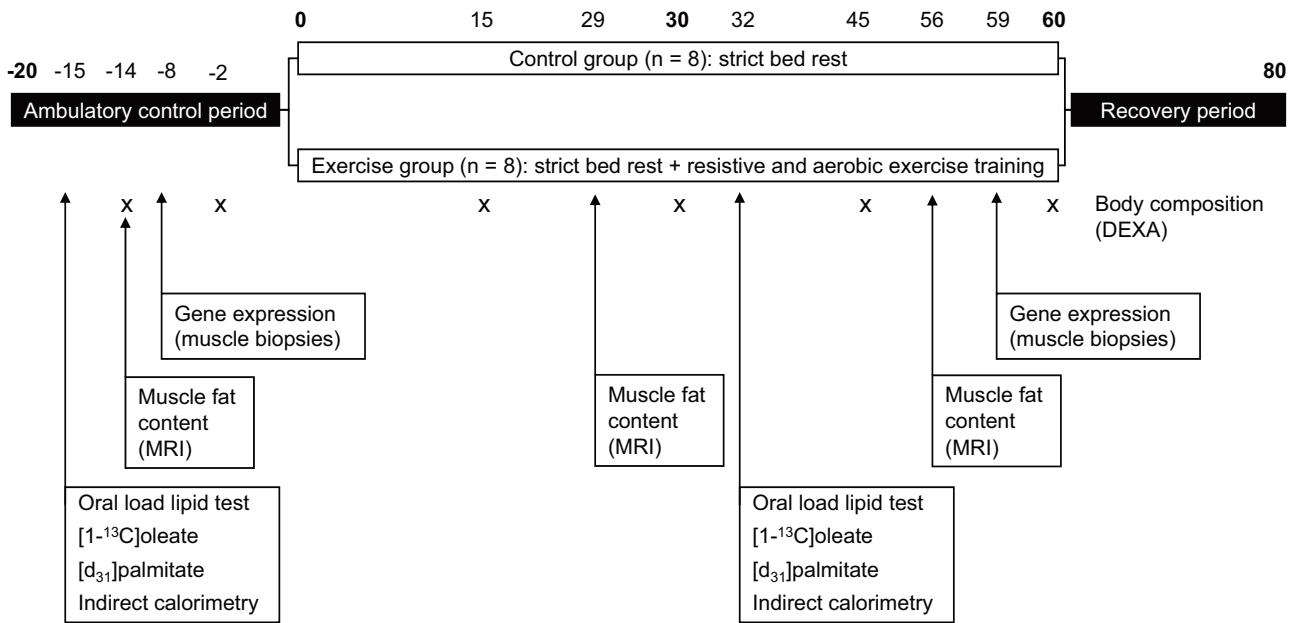 0 15 29 30 32 45 56 59 60
Control group (n = 8): strict bed rest
-20 -15 -14 -8 -2
80
Ambulatory control period
Recovery period
Exercise group (n = 8): strict bed rest + resistive and aerobic exercise training
x x x x x x
Body composition
(DEXA)
Gene expression
(muscle biopsies)
Gene expression
(muscle biopsies)
Muscle fat
content
(MRI)
Muscle fat
content
(MRI)
Muscle fat
content
(MRI)
Oral load lipid test
[1-¹³C]oleate
[d₃₁]palmitate
Indirect calorimetry
Oral load lipid test
[1-¹³C]oleate
[d₃₁]palmitate
Indirect calorimetry